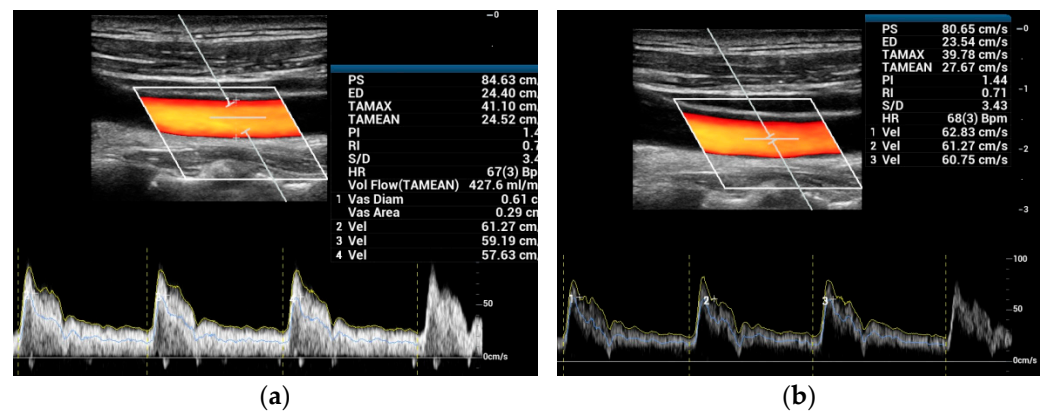 0
PS 84.63 cm/
ED 24.40 cm/
TAMAX 41.10 cm/
TAMEAN 24.52 cm/
PI 1.4
RI 0.7
S/D 3.4
HR 67(3) Bp
Vol Flow(TAMEAN) 427.6 ml/m
1 Vas Diam 0.61 c
Vas Area 0.29 cm
2 Vel 61.27 cm/
3 Vel 59.19 cm/
4 Vel 57.63 cm/
50
0cm/s
(a)
PS 80.65 cm/s
ED 23.54 cm/s
TAMAX 39.78 cm/s
TAMEAN 27.67 cm/s
PI 1.44
RI 0.71
S/D 3.43
HR 68(3) Bpm
1 Vel 62.83 cm/s
2 Vel 61.27 cm/s
3 Vel 60.75 cm/s
0
-1
-2
-3
1 2 3
100
50
0cm/s
(b)